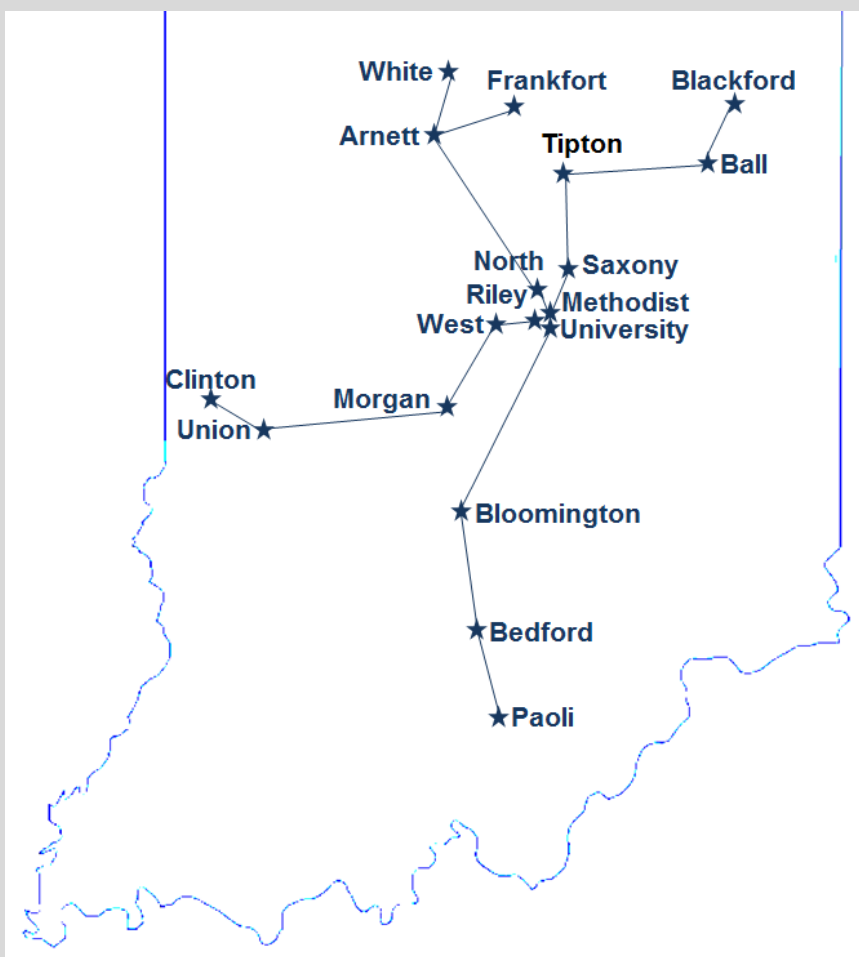 White
Frankfort
Blackford
Arnett
Tipton
Ball
North
Saxony
Riley
Methodist
West
University
Clinton
Morgan
Union
Bloomington
Bedford
Paoli